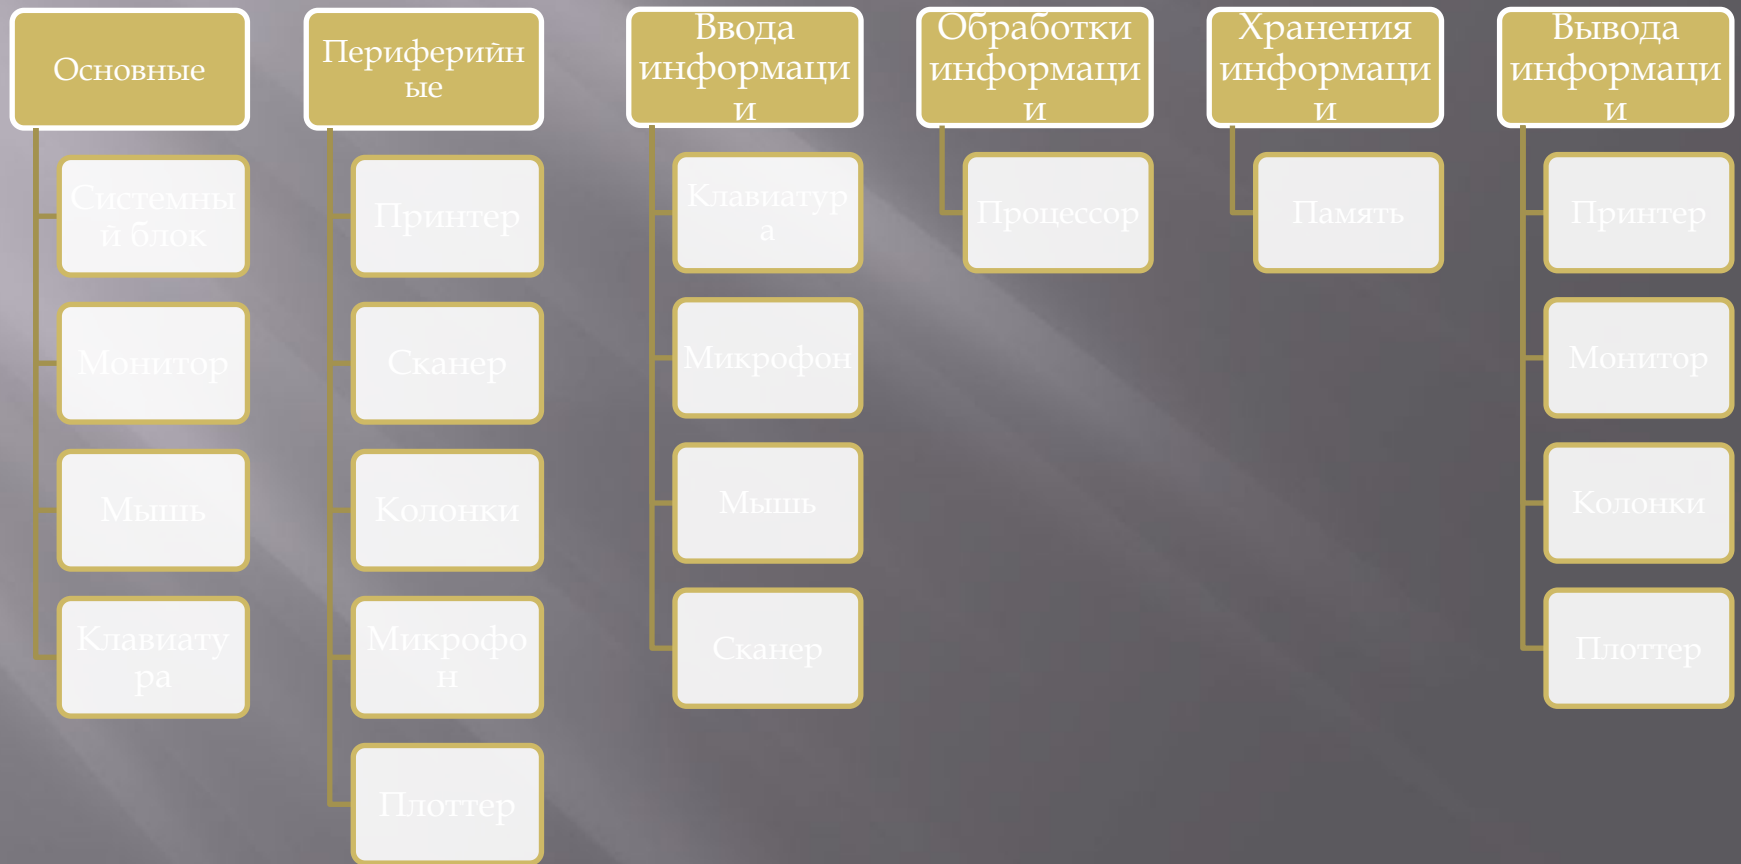 Основные
Системны
й блок
Монитор
Мышь
Клавиату
ра
Периферийн
ые
Принтер
Сканер
Колонки
Микрофо
н
Плоттер
Ввода
информаци
и
Клавиатур
а
Микрофон
Мышь
Сканер
Обработки
информаци
и
Процессор
Хранения
информаци
и
Память
Вывода
информаци
и
Принтер
Монитор
Колонки
Плоттер